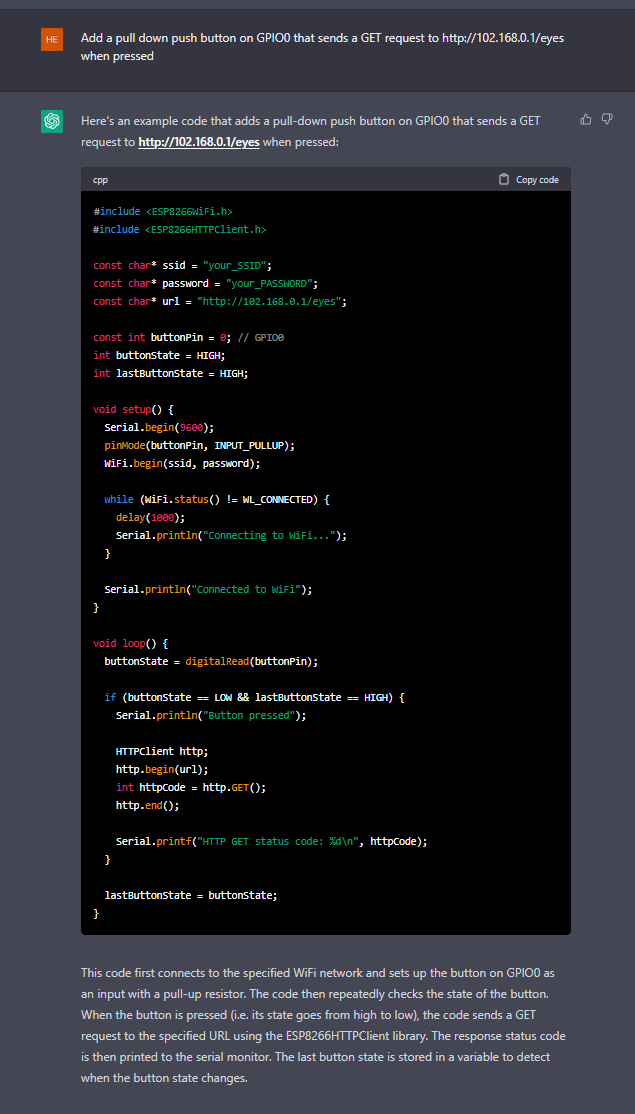 HE
Add a pull down push button on GPIO0 that sends a GET request to http://102.168.0.1/eyes
when pressed
Here's an example code that adds a pull-down push button on GPIO0 that sends a GET
request to http://102.168.0.1/eyes when pressed:
cpp
Copy code
#include <ESP8266WiFi.h>
#include <ESP8266HTTPClient.h>
const char* ssid = "your_SSID";
const char* password = "your_PASSWORD";
const char* url = "http://102.168.0.1/eyes";
const int buttonPin = 0; // GPIO0
int buttonState = HIGH;
int lastButtonState = HIGH;
void setup() {
  Serial.begin(9600);
  pinMode(buttonPin, INPUT_PULLUP);
  WiFi.begin(ssid, password);
  while (WiFi.status() != WL_CONNECTED) {
    delay(1000);
    Serial.println("Connecting to WiFi...");
  }
  Serial.println("Connected to WiFi");
}
void loop() {
  buttonState = digitalRead(buttonPin);
  if (buttonState == LOW && lastButtonState == HIGH) {
    Serial.println("Button pressed");
    HTTPClient http;
    http.begin(url);
    int httpCode = http.GET();
    http.end();
    Serial.printf("HTTP GET status code: %d\n", httpCode);
  }
  lastButtonState = buttonState;
}
This code first connects to the specified WiFi network and sets up the button on GPIO0 as
an input with a pull-up resistor. The code then repeatedly checks the state of the button.
When the button is pressed (i.e. its state goes from high to low), the code sends a GET
request to the specified URL using the ESP8266HTTPClient library. The response status code
is then printed to the serial monitor. The last button state is stored in a variable to detect
when the button state changes.